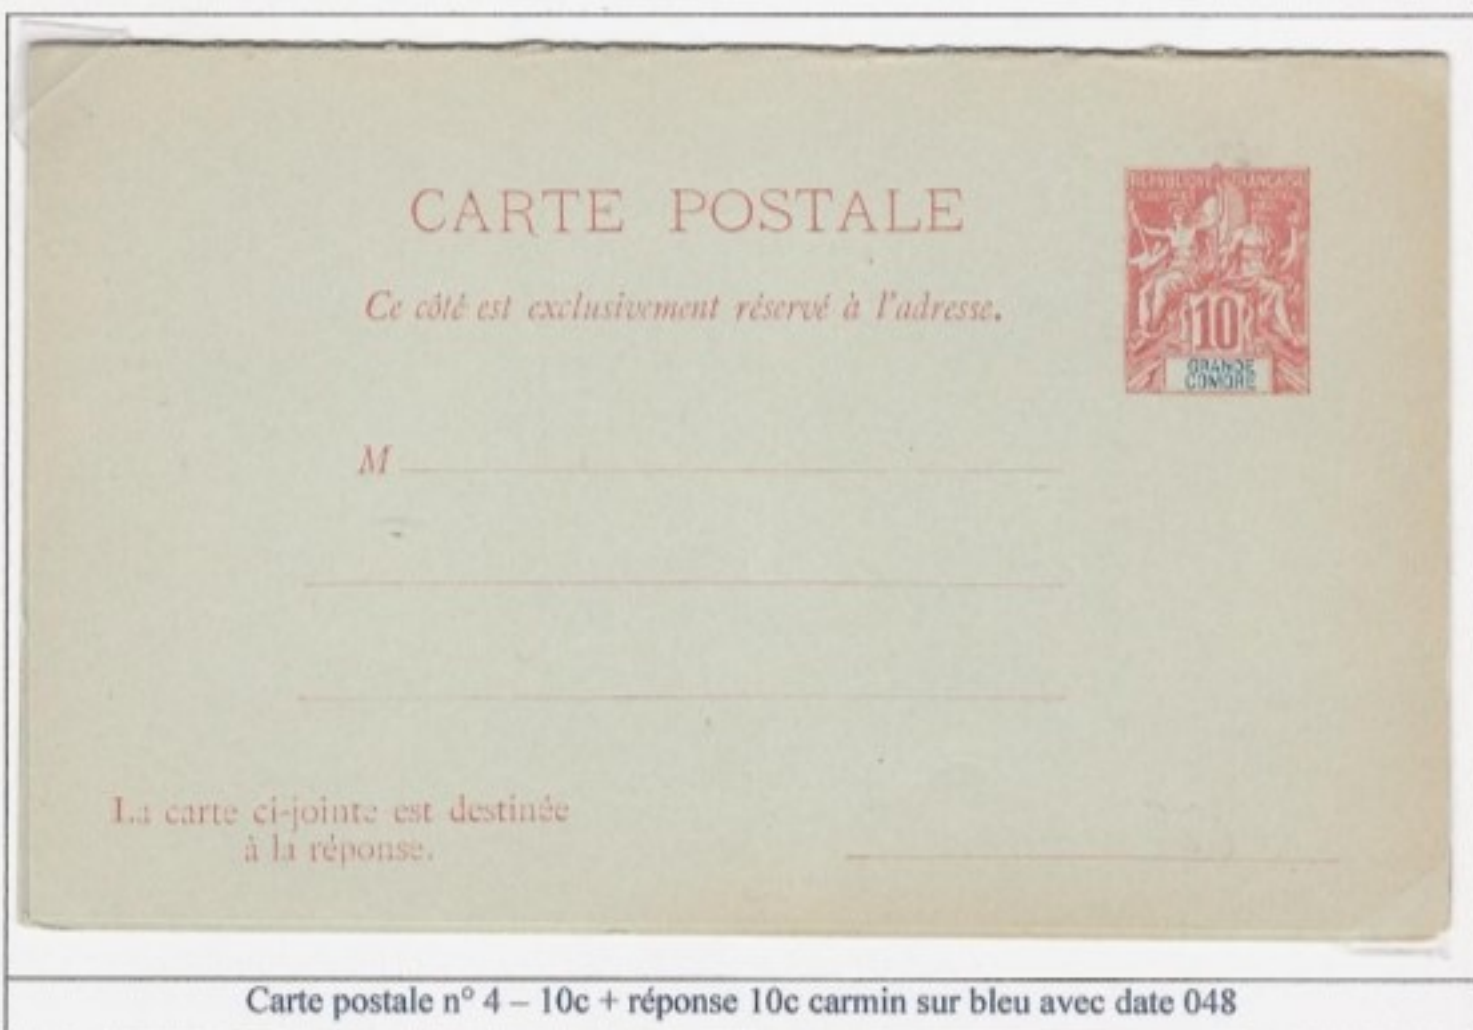 CARTE POSTALE
RÉPUBLIQUE FRANÇAISE
Ce côté est exclusivement réservé à l'adresse.
10
GRANDE
COMORE
M
La carte ci-jointe est destinée
à la réponse.
Carte postale n° 4 – 10c + réponse 10c carmin sur bleu avec date 048